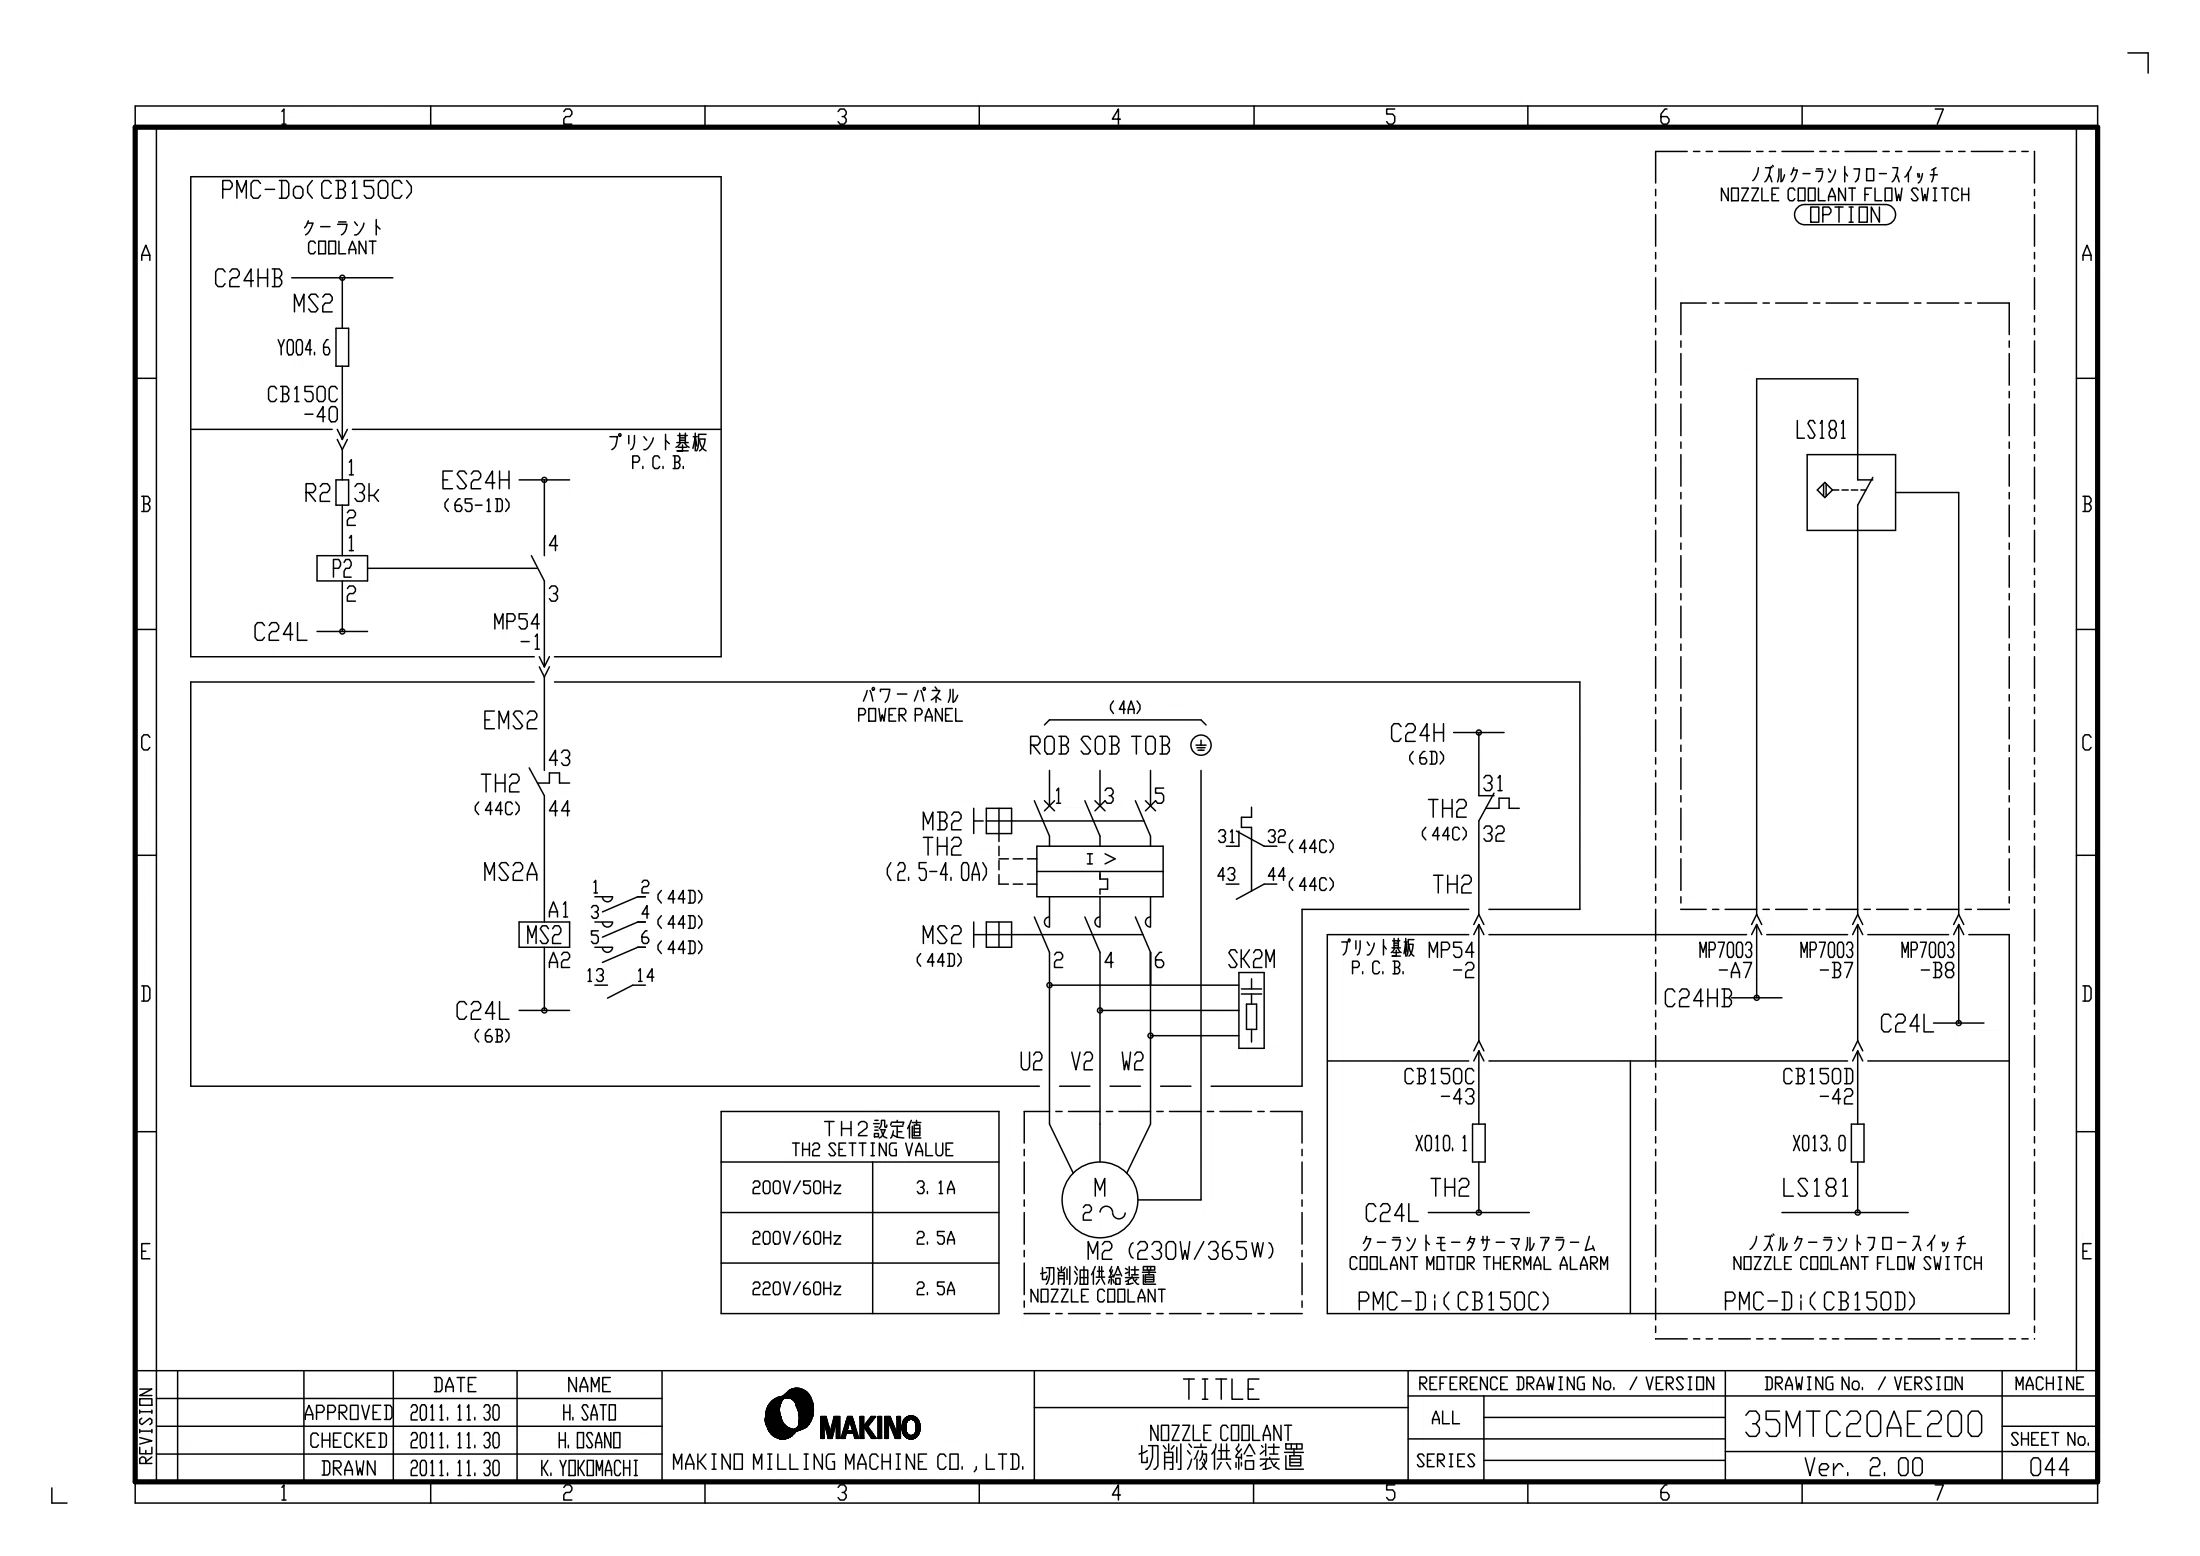 1 2 3 4 5 6 7
A
B
C
D
E
PMC-Do(CB150C)
クーラント
COOLANT
C24HB
MS2
Y004.6
CB150C
-40
プリント基板
P.C.B.
1
R2 3k
2
ES24H
(65-1D)
4
1
P2
2
3
C24L
MP54
-1
パワーパネル
POWER PANEL
EMS2
43
TH2
(44C)
44
MS2A
A1
MS2
A2
1 2 (44D)
3 4 (44D)
5 6 (44D)
13 14
C24L
(6B)
(4A)
R0B S0B T0B
1 3 5
MB2
TH2
(2.5-4.0A)
I >
31 32 (44C)
43 44 (44C)
MS2
(44D)
2 4 6
SK2M
U2 V2 W2
C24H
(6D)
31
TH2
(44C)
32
TH2
プリント基板
P.C.B.
MP54
-2
CB150C
-43
X010.1
TH2
C24L
クーラントモータサーマルアラーム
COOLANT MOTOR THERMAL ALARM
PMC-Di(CB150C)
ノズルクーラントフロースイッチ
NOZZLE COOLANT FLOW SWITCH
OPTION
LS181
MP7003
-A7
MP7003
-B7
MP7003
-B8
C24HB
C24L
CB150D
-42
X013.0
LS181
ノズルクーラントフロースイッチ
NOZZLE COOLANT FLOW SWITCH
PMC-Di(CB150D)
TH2設定値
TH2 SETTING VALUE
200V/50Hz 3.1A
200V/60Hz 2.5A
220V/60Hz 2.5A
M
2
M2 (230W/365W)
切削油供給装置
NOZZLE COOLANT
A
B
C
D
E
REVISION
DATE NAME
APPROVED 2011.11.30 H.SATO
CHECKED 2011.11.30 H.OSANO
DRAWN 2011.11.30 K.YOKOMACHI
MAKINO
MAKINO MILLING MACHINE CO.,LTD.
TITLE
NOZZLE COOLANT
切削液供給装置
REFERENCE DRAWING No. / VERSION
ALL
SERIES
DRAWING No. / VERSION
35MTC20AE200
Ver. 2.00
MACHINE
SHEET No.
044
1 2 3 4 5 6 7